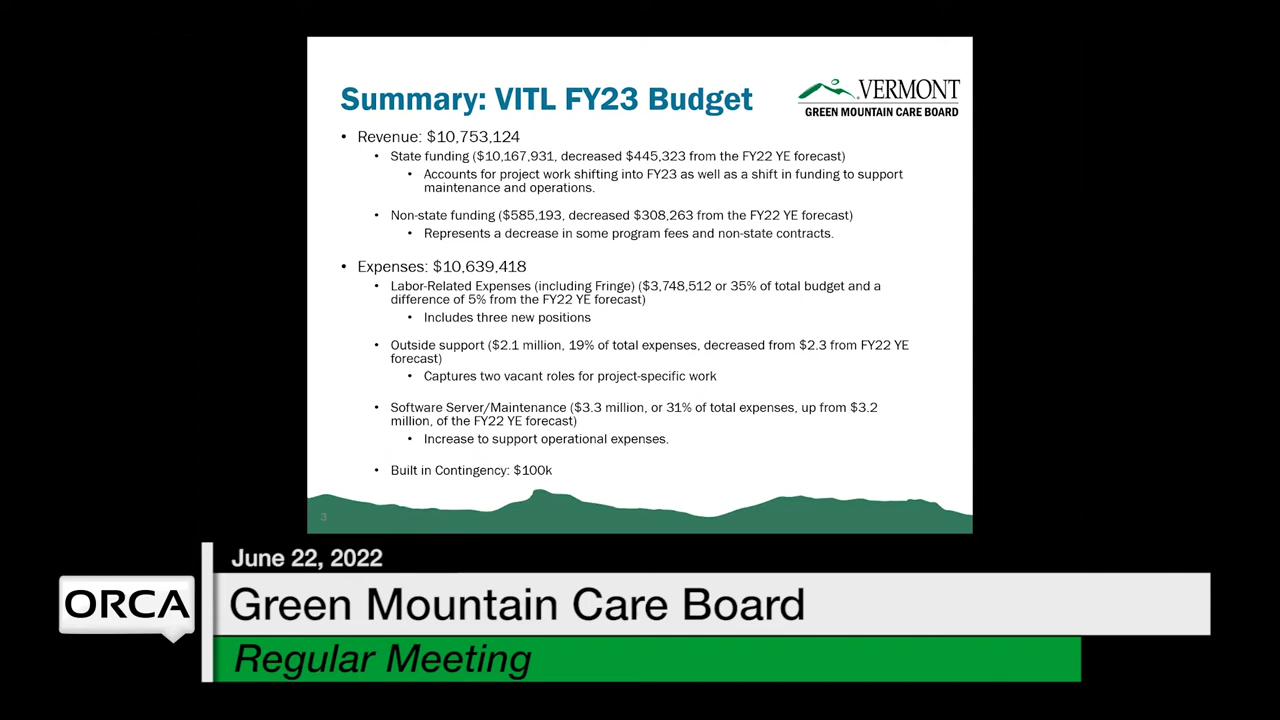 Summary: VITL FY23 Budget
VERMONT
GREEN MOUNTAIN CARE BOARD
• Revenue: $10,753,124
• State funding ($10,167,931, decreased $445,323 from the FY22 YE forecast)
• Accounts for project work shifting into FY23 as well as a shift in funding to support
maintenance and operations.
• Non-state funding ($585,193, decreased $308,263 from the FY22 YE forecast)
• Represents a decrease in some program fees and non-state contracts.
• Expenses: $10,639,418
• Labor-Related Expenses (including Fringe) ($3,748,512 or 35% of total budget and a
difference of 5% from the FY22 YE forecast)
• Includes three new positions
• Outside support ($2.1 million, 19% of total expenses, decreased from $2.3 from FY22 YE
forecast)
• Captures two vacant roles for project-specific work
• Software Server/Maintenance ($3.3 million, or 31% of total expenses, up from $3.2
million, of the FY22 YE forecast)
• Increase to support operational expenses.
• Built in Contingency: $100k
3
June 22, 2022
ORCA
Green Mountain Care Board
Regular Meeting